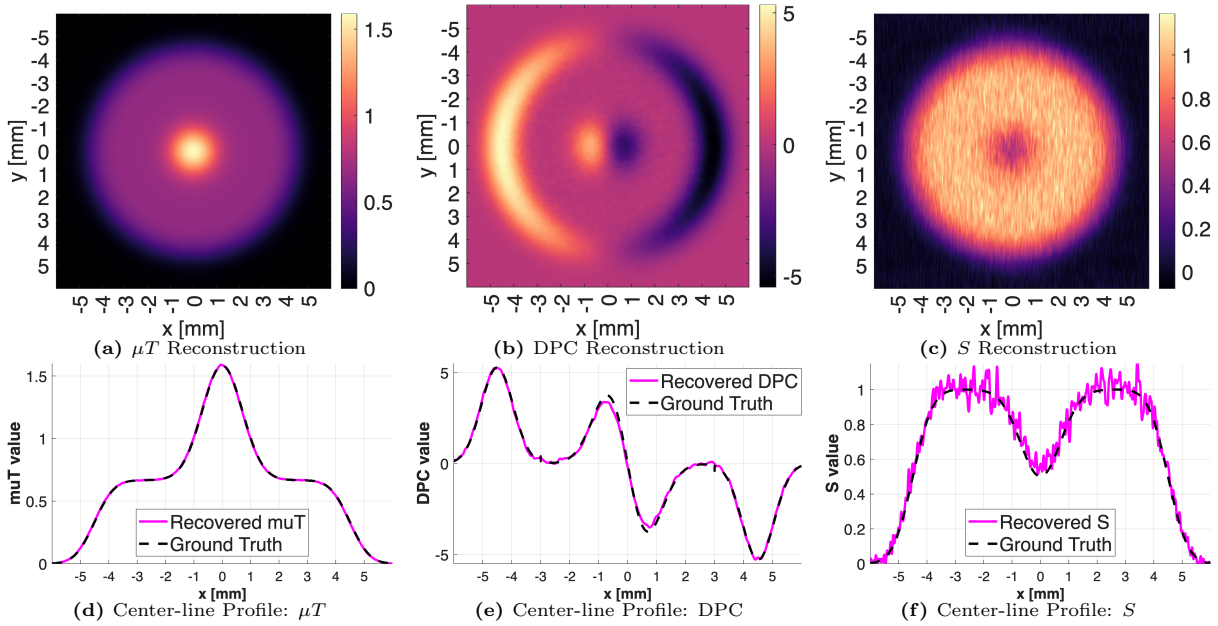 -5
-4
-3
-2
-1
0
1
2
3
4
5
y [mm]
-5 -4 -3 -2 -1 0 1 2 3 4 5
x [mm]
1.5
1
0.5
0
(a) μT Reconstruction
-5
-4
-3
-2
-1
0
1
2
3
4
5
y [mm]
-5 -4 -3 -2 -1 0 1 2 3 4 5
x [mm]
5
0
-5
(b) DPC Reconstruction
-5
-4
-3
-2
-1
0
1
2
3
4
5
y [mm]
-5 -4 -3 -2 -1 0 1 2 3 4 5
x [mm]
1
0.8
0.6
0.4
0.2
0
(c) S Reconstruction
muT value
1.5
1
0.5
0
Recovered muT
Ground Truth
-5 -4 -3 -2 -1 0 1 2 3 4 5
x [mm]
(d) Center-line Profile: μT
DPC value
5
0
-5
Recovered DPC
Ground Truth
-5 -4 -3 -2 -1 0 1 2 3 4 5
x [mm]
(e) Center-line Profile: DPC
S value
1
0.8
0.6
0.4
0.2
0
Recovered S
Ground Truth
-5 -4 -3 -2 -1 0 1 2 3 4 5
x [mm]
(f) Center-line Profile: S